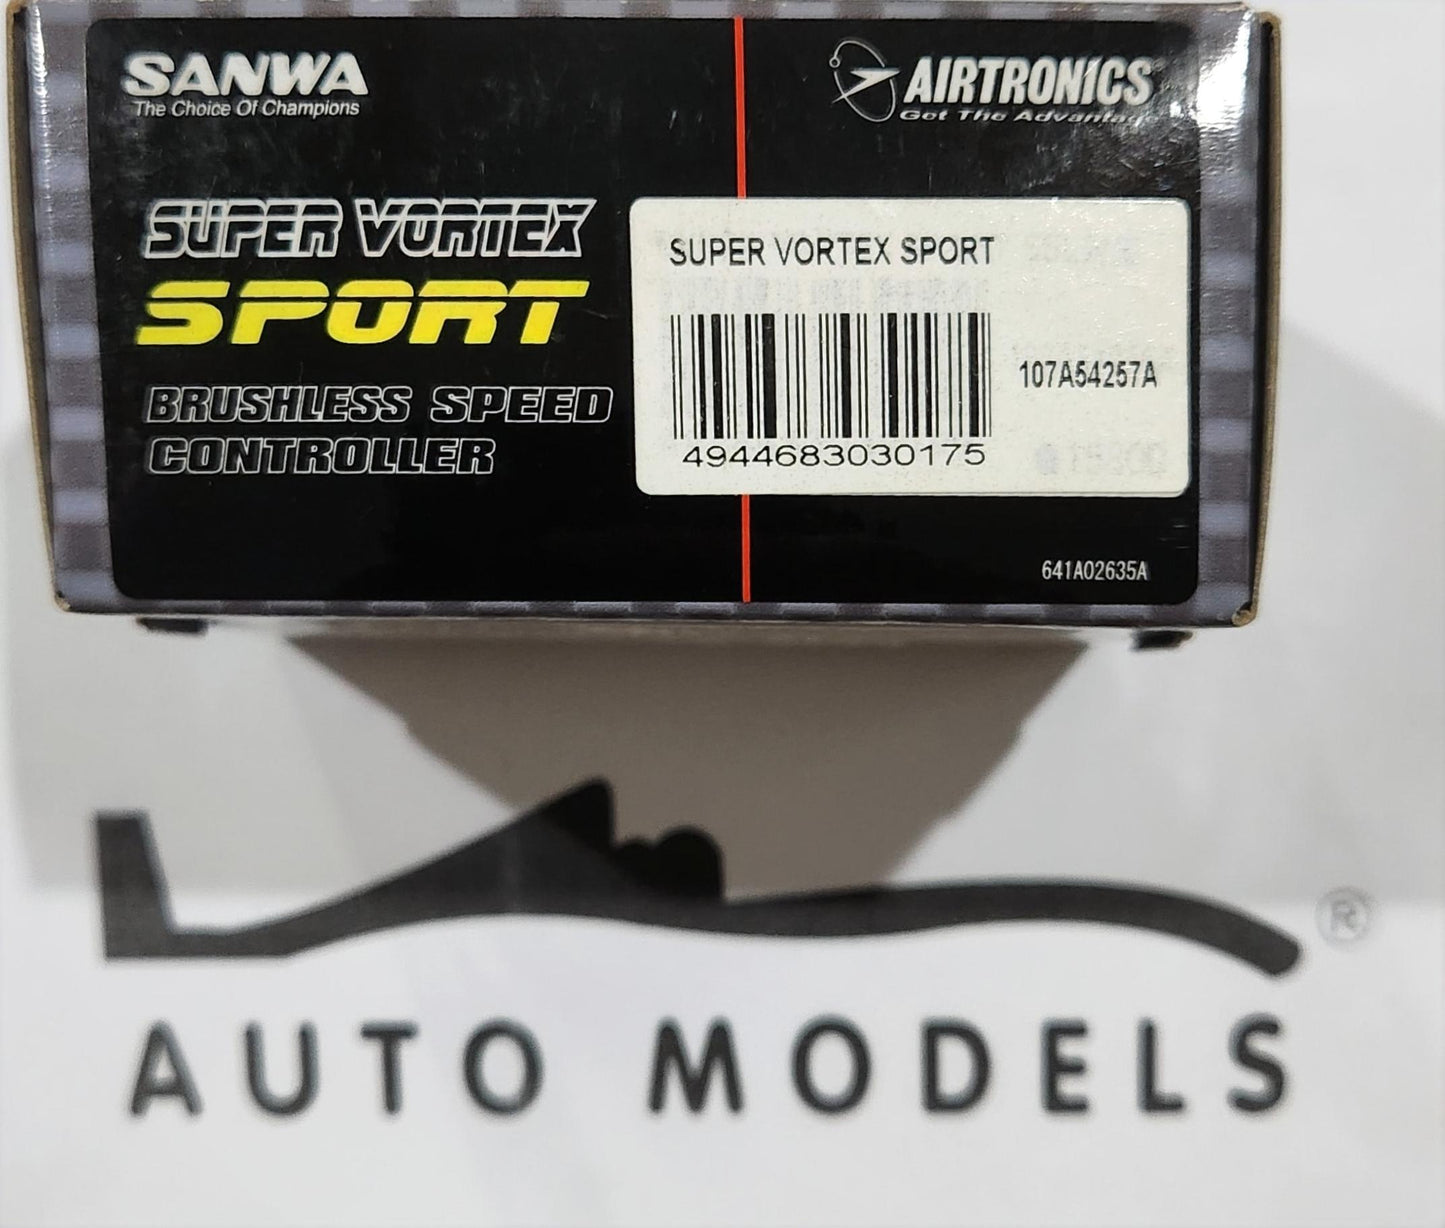 SANWA
The Choice Of Champions
AIRTRONICS
Get The Advantage
SUPER VORTEX
SPORT
BRUSHLESS SPEED
CONTROLLER
SUPER VORTEX SPORT
107A54257A
4944683030175
641A02635A
®
AUTO MODELS